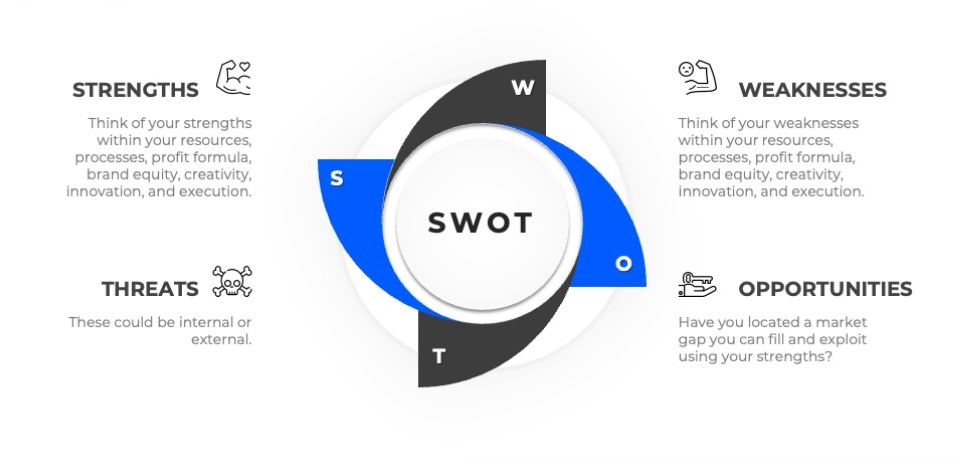 STRENGTHS
Think of your strengths
within your resources,
processes, profit formula,
brand equity, creativity,
innovation, and execution.
THREATS
These could be internal or
external.
W
S
SWOT
O
T
WEAKNESSES
Think of your weaknesses
within your resources,
processes, profit formula,
brand equity, creativity,
innovation, and execution.
OPPORTUNITIES
Have you located a market
gap you can fill and exploit
using your strengths?